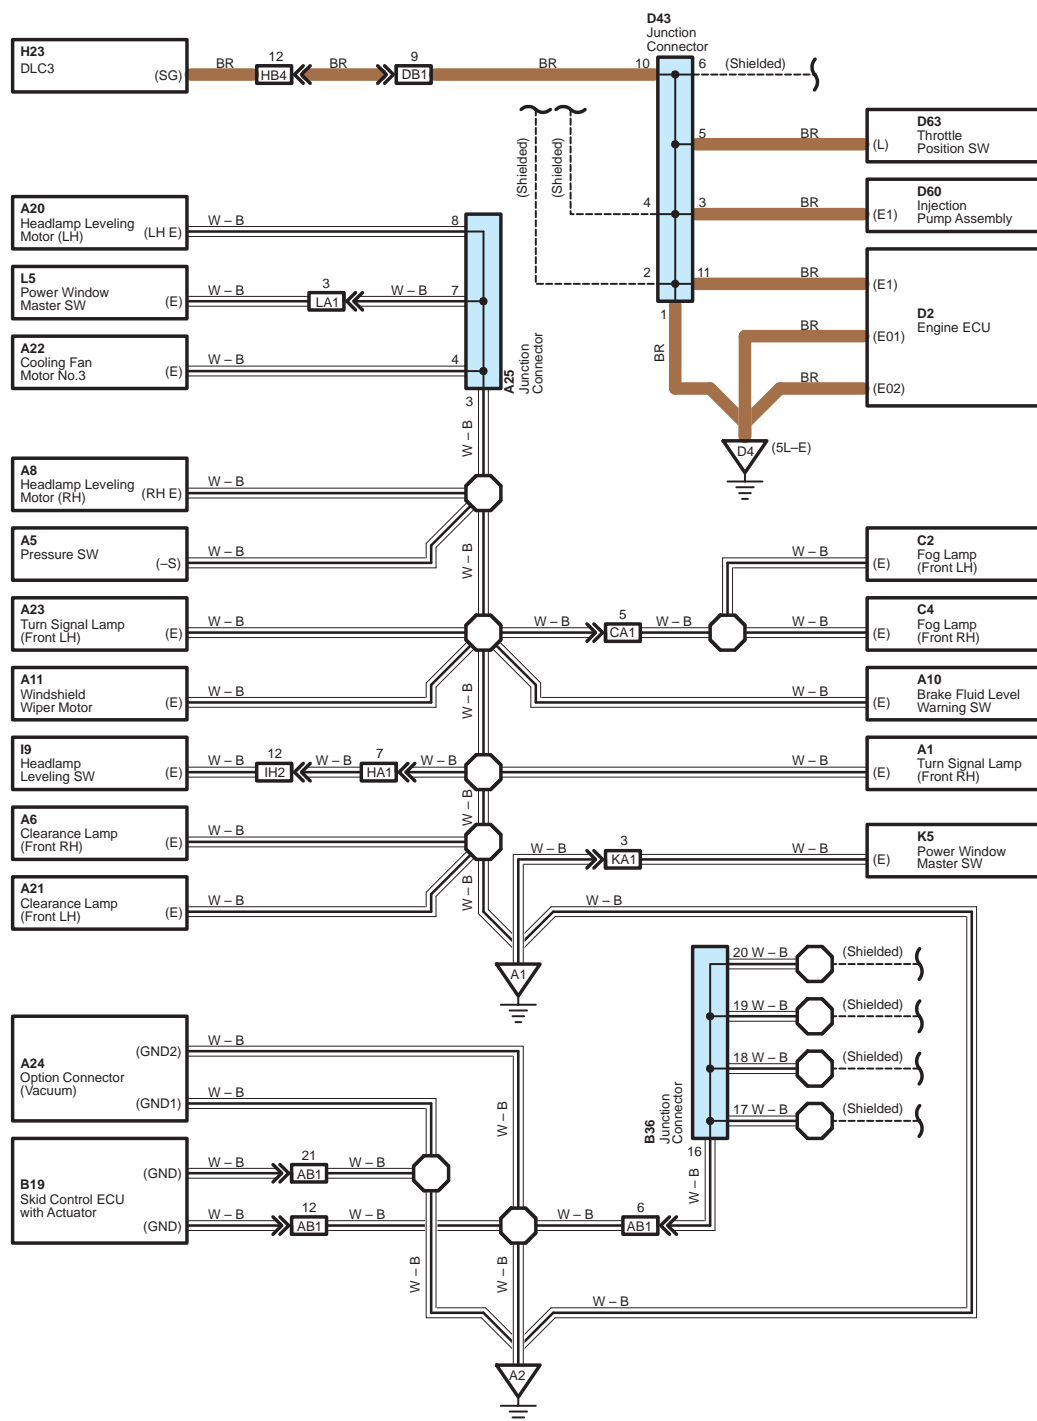 H23
DLC3
(SG)
BR
12
HB4
BR
9
DB1
BR
10
D43
Junction
Connector
6
(Shielded)
5
BR
(L)
D63
Throttle
Position SW
(Shielded)
(Shielded)
4
3
BR
(E1)
D60
Injection
Pump Assembly
2
11
BR
(E1)
D2
Engine ECU
BR
(E01)
BR
(E02)
1
BR
D4
(5L–E)
A20
Headlamp Leveling
Motor (LH)
(LH E)
W – B
8
L5
Power Window
Master SW
(E)
W – B
3
LA1
W – B
7
A22
Cooling Fan
Motor No.3
(E)
W – B
4
3
A25
Junction
Connector
W – B
A8
Headlamp Leveling
Motor (RH)
(RH E)
W – B
A5
Pressure SW
(–S)
W – B
W – B
C2
Fog Lamp
(Front LH)
(E)
W – B
A23
Turn Signal Lamp
(Front LH)
(E)
W – B
W – B
5
CA1
W – B
W – B
(E)
C4
Fog Lamp
(Front RH)
A11
Windshield
Wiper Motor
(E)
W – B
W – B
W – B
(E)
A10
Brake Fluid Level
Warning SW
I9
Headlamp
Leveling SW
(E)
W – B
12
IH2
W – B
7
HA1
W – B
W – B
(E)
A1
Turn Signal Lamp
(Front RH)
W – B
A6
Clearance Lamp
(Front RH)
(E)
W – B
W – B
3
KA1
W – B
(E)
K5
Power Window
Master SW
A21
Clearance Lamp
(Front LH)
(E)
W – B
W – B
W – B
A1
20 W – B
(Shielded)
19 W – B
(Shielded)
18 W – B
(Shielded)
17 W – B
(Shielded)
B36
Junction
Connector
16
W – B
A24
Option Connector
(Vacuum)
(GND2)
W – B
(GND1)
W – B
W – B
B19
Skid Control ECU
with Actuator
(GND)
W – B
21
AB1
W – B
(GND)
W – B
12
AB1
W – B
W – B
6
AB1
W – B
W – B
W – B
A2